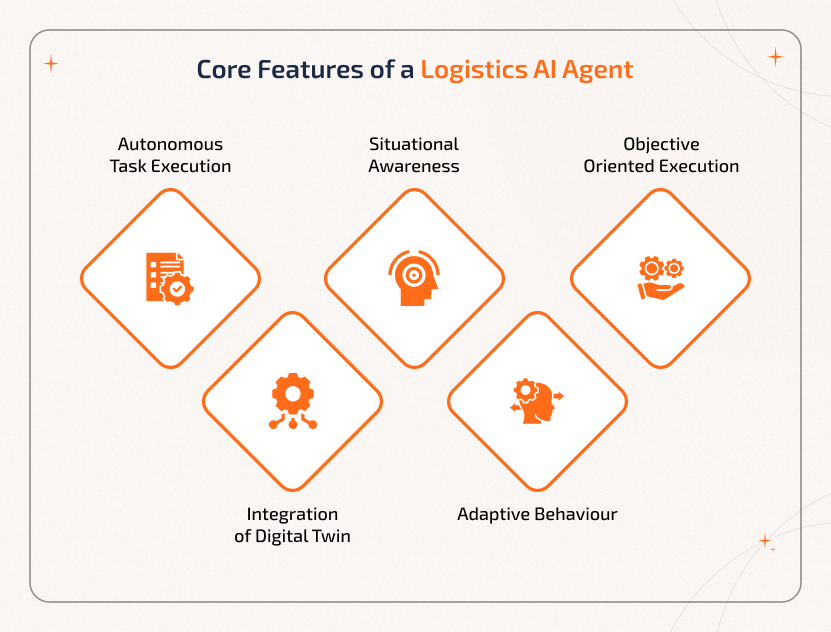 Core Features of a Logistics AI Agent
Autonomous
Task Execution
Situational
Awareness
Objective
Oriented Execution
Integration
of Digital Twin
Adaptive Behaviour